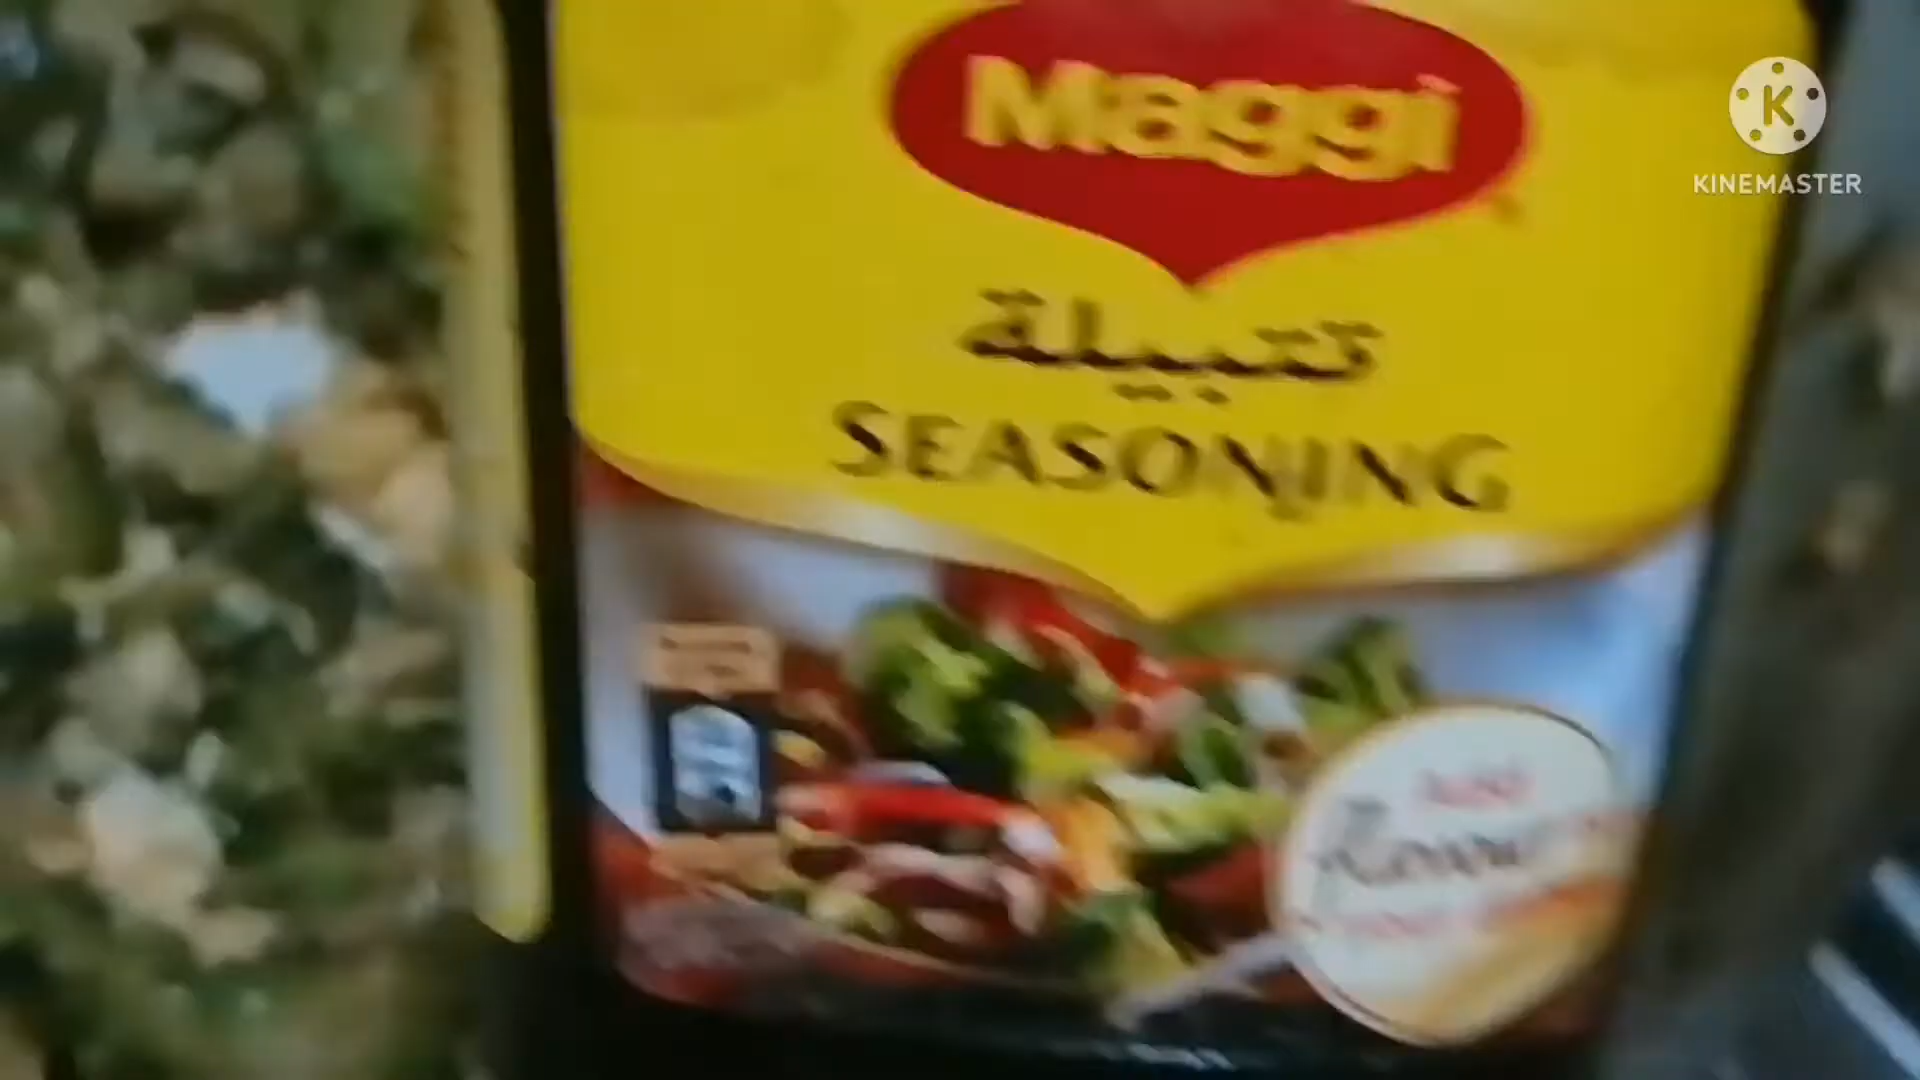 Maggi
K
KINEMASTER
تتبيلة
SEASONING